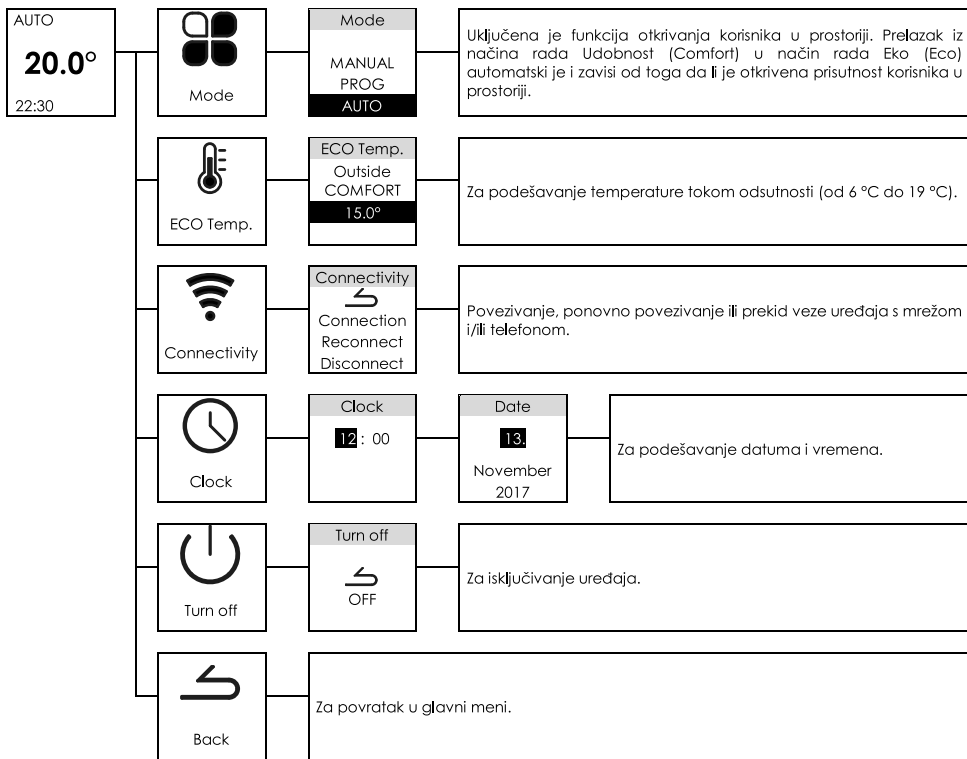 AUTO
20.0°
22:30
Mode
Mode
MANUAL
PROG
AUTO
Uključena je funkcija otkrivanja korisnika u prostoriji. Prelazak iz
načina rada Udobnost (Comfort) u način rada Eko (Eco)
automatski je i zavisi od toga da li je otkrivena prisutnost korisnika u
prostoriji.
ECO Temp.
ECO Temp.
Outside
COMFORT
15.0°
Za podešavanje temperature tokom odsutnosti (od 6 °C do 19 °C).
Connectivity
Connectivity
Connection
Reconnect
Disconnect
Povezivanje, ponovno povezivanje ili prekid veze uređaja s mrežom
i/ili telefonom.
Clock
Clock
12 : 00
Date
13.
November
2017
Za podešavanje datuma i vremena.
Turn off
Turn off
OFF
Za isključivanje uređaja.
Back
Za povratak u glavni meni.